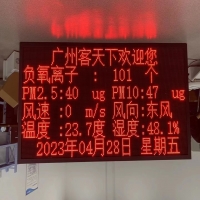 广州客天下欢迎您
负氧离子 : 101 个
PM2.5:40 ug PM10:47 ug
风速:0 m/s 风向:东风
温度:23.7度 湿度:48.1%
2023年04月28日 星期五